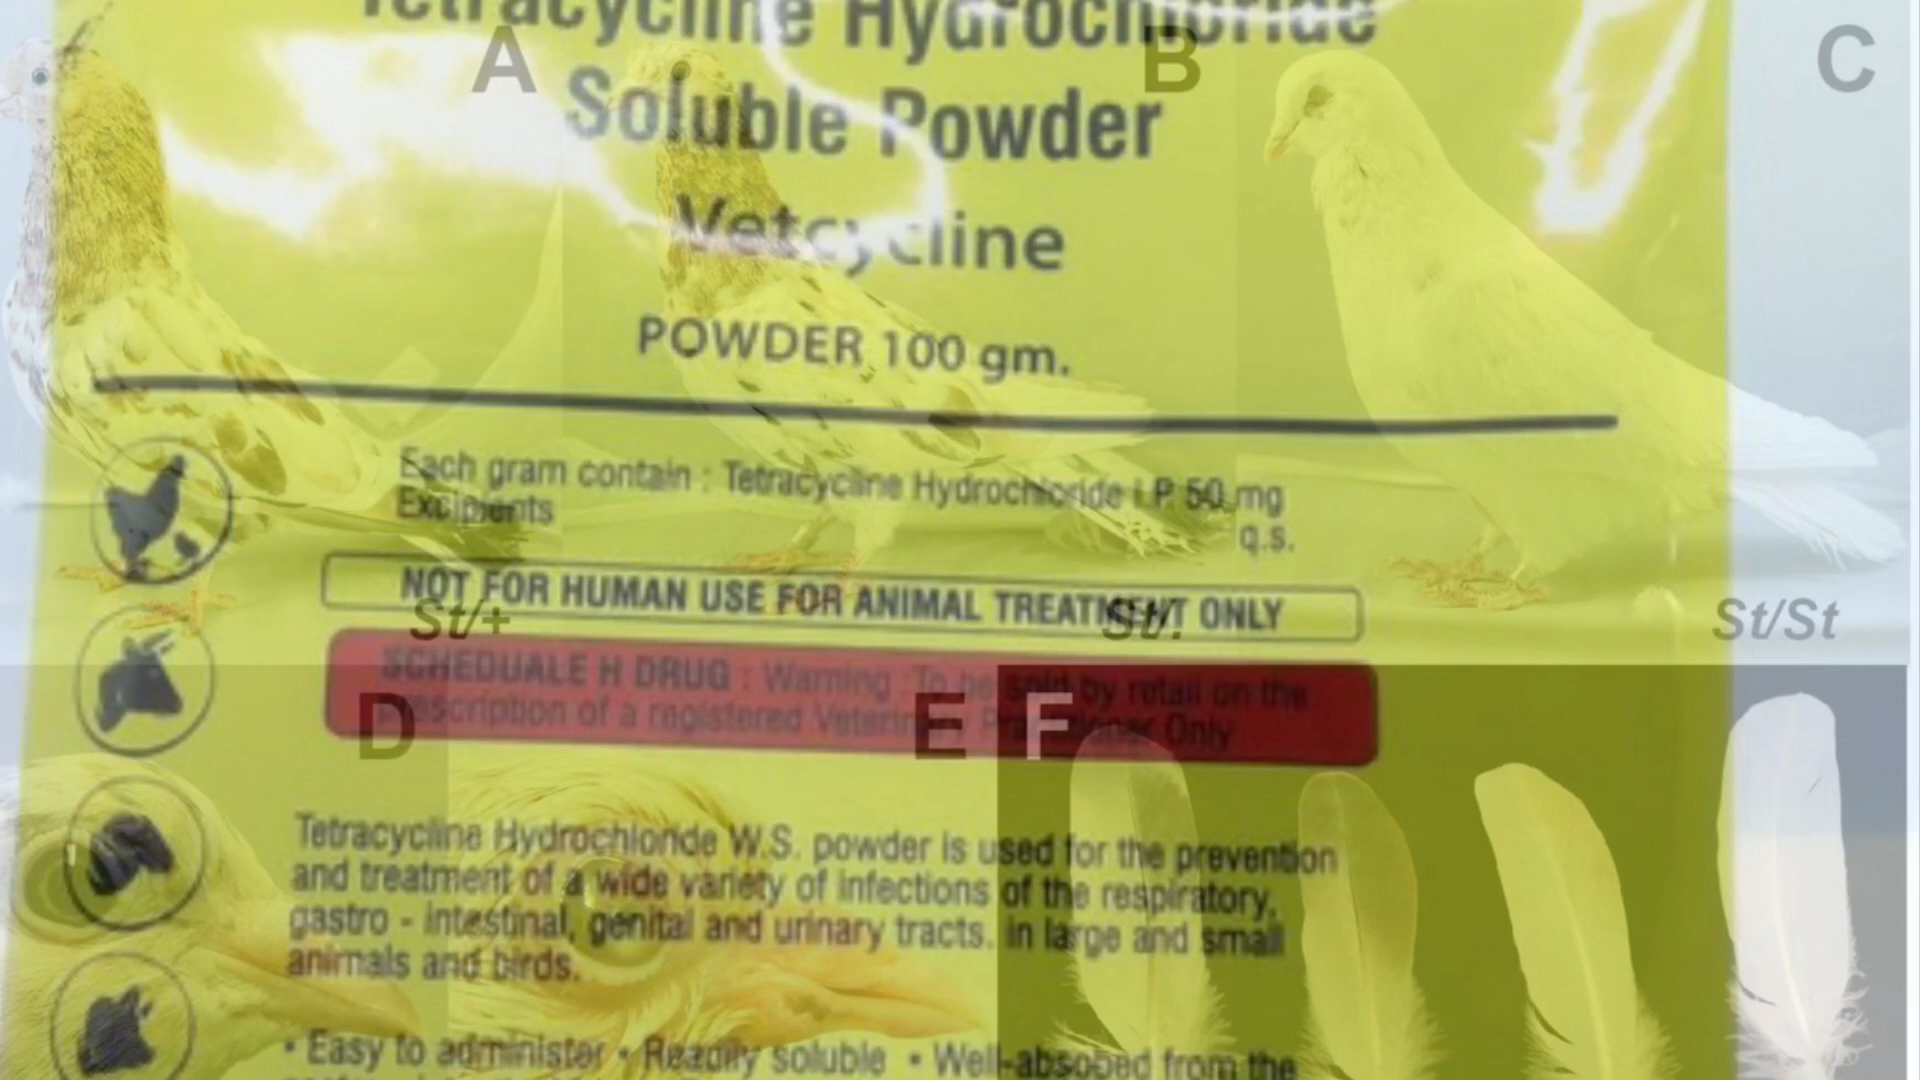 Tetracycline Hydrochloride
A B C
Soluble Powder
Vetcycline
POWDER 100 gm.
Each gram contain : Tetracycline Hydrochloride I.P. 50 mg
Excipients
q.s.
NOT FOR HUMAN USE FOR ANIMAL TREATMENT ONLY
St/+ St/. St/St
SCHEDUALE H DRUG : Warning : To be sold by retail on the
prescription of a registered Veterinary Practitioner Only
D E F
Tetracycline Hydrochloride W.S. powder is used for the prevention
and treatment of a wide variety of infections of the respiratory,
gastro - intestinal, genital and urinary tracts. in large and small
animals and birds.
• Easy to administer • Readily soluble • Well-absobed from the